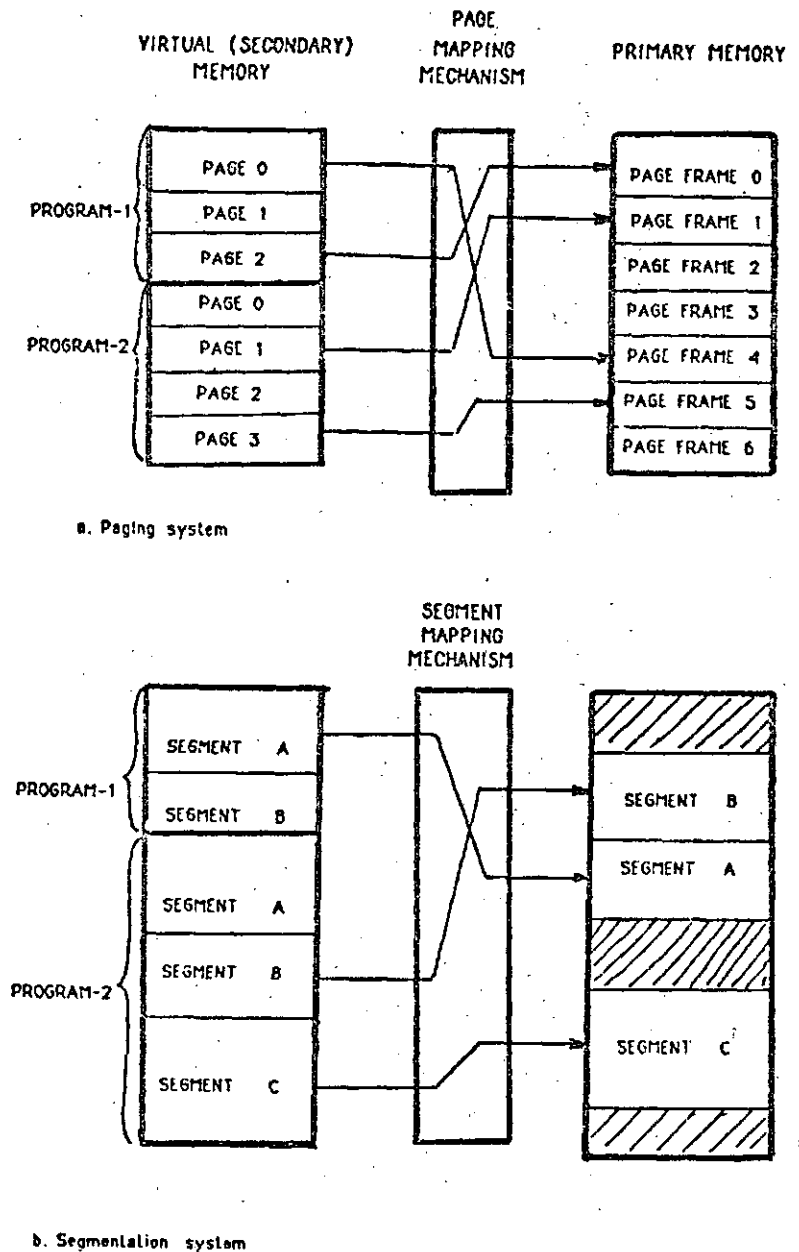 VIRTUAL (SECONDARY)
MEMORY
PAGE
MAPPING
MECHANISM
PRIMARY MEMORY
PROGRAM-1
PAGE 0
PAGE 1
PAGE 2
PROGRAM-2
PAGE 0
PAGE 1
PAGE 2
PAGE 3
PAGE FRAME 0
PAGE FRAME 1
PAGE FRAME 2
PAGE FRAME 3
PAGE FRAME 4
PAGE FRAME 5
PAGE FRAME 6
a. Paging system
SEGMENT
MAPPING
MECHANISM
PROGRAM-1
SEGMENT A
SEGMENT B
PROGRAM-2
SEGMENT A
SEGMENT B
SEGMENT C
SEGMENT B
SEGMENT A
SEGMENT C
b. Segmentation system